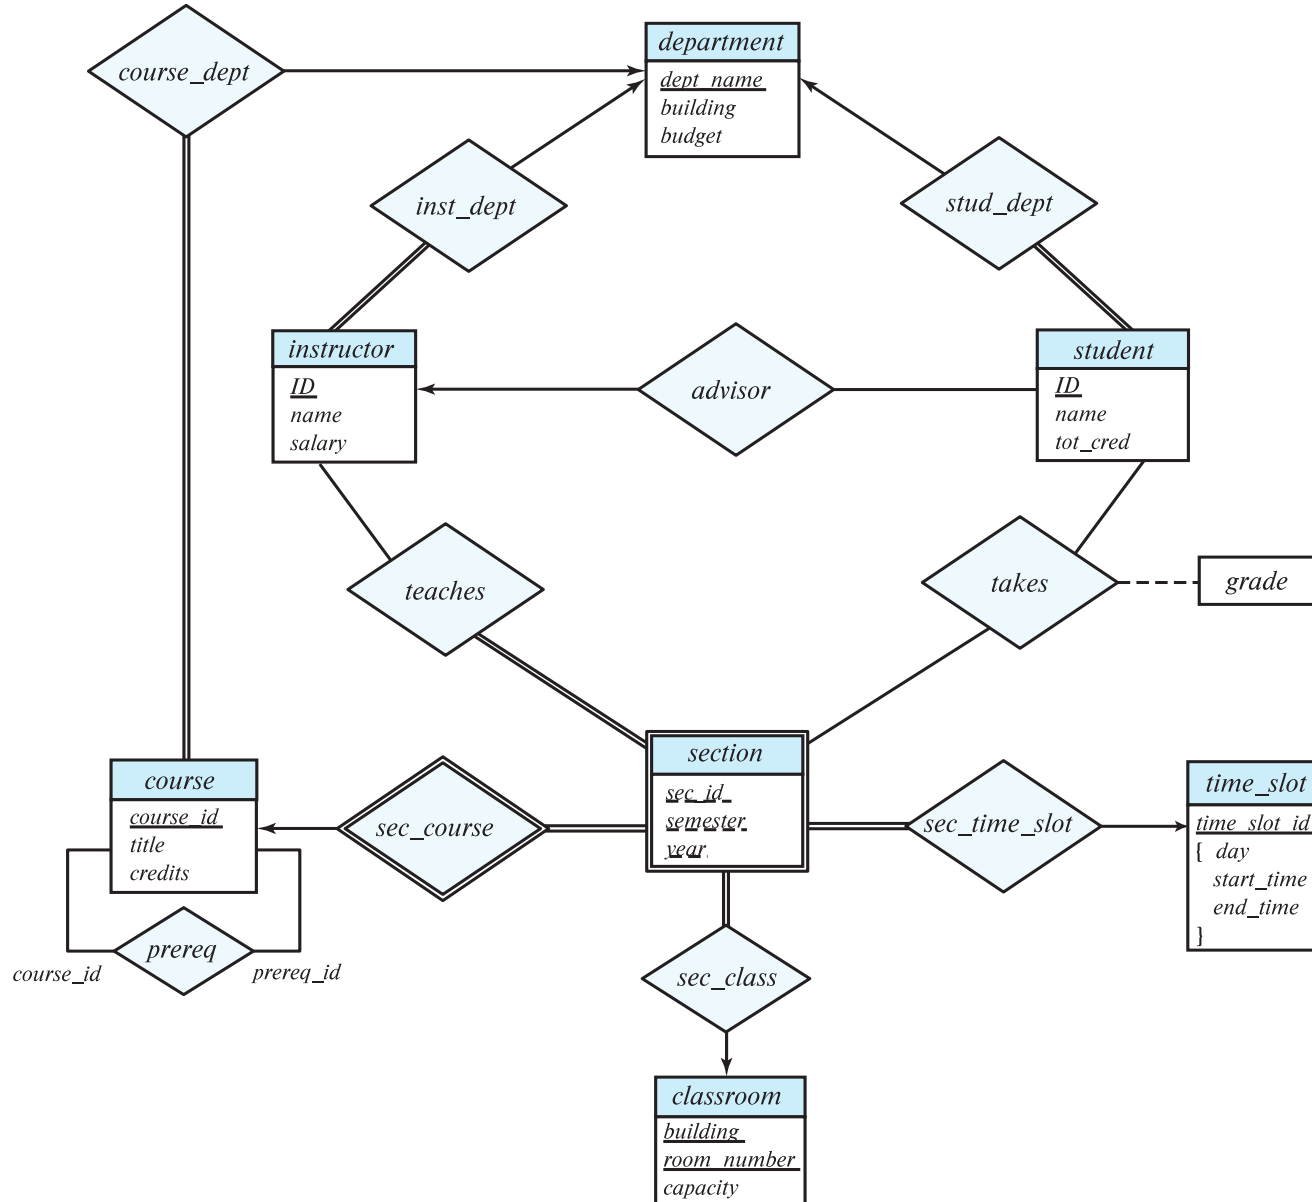 course_dept
department
dept_name
building
budget
inst_dept
stud_dept
instructor
ID
name
salary
advisor
student
ID
name
tot_cred
teaches
takes
grade
course
course_id
title
credits
sec_course
section
sec_id
semester
year
sec_time_slot
time_slot
time_slot_id
{ day
start_time
end_time
}
prereq
course_id
prereq_id
sec_class
classroom
building
room_number
capacity